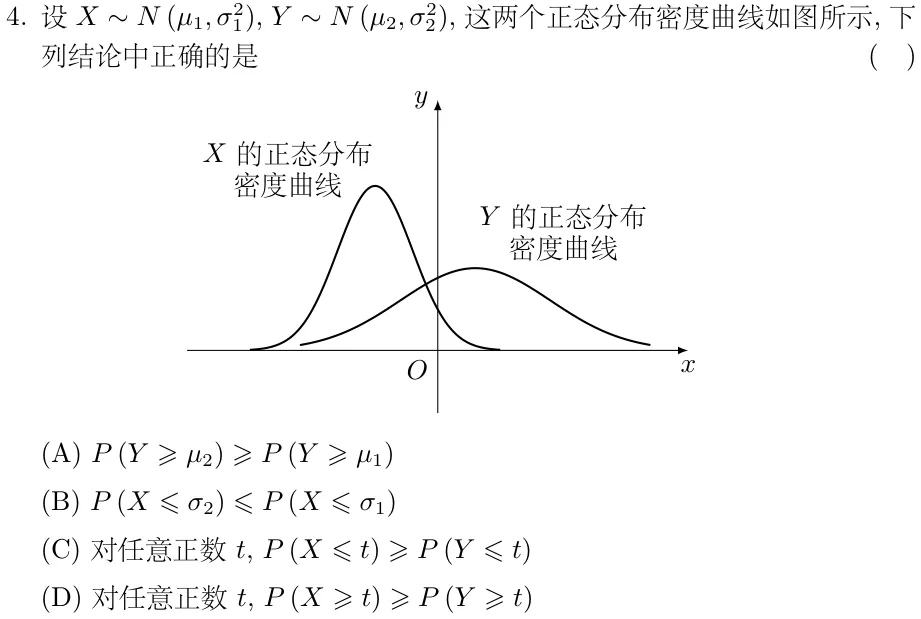 4. 设 X ∼ N (μ₁, σ₁²), Y ∼ N (μ₂, σ₂²), 这两个正态分布密度曲线如图所示, 下
列结论中正确的是 ( )
y
X 的正态分布
密度曲线
Y 的正态分布
密度曲线
O
x
(A) P (Y ⩾ μ₂) ⩾ P (Y ⩾ μ₁)
(B) P (X ⩽ σ₂) ⩽ P (X ⩽ σ₁)
(C) 对任意正数 t, P (X ⩽ t) ⩾ P (Y ⩽ t)
(D) 对任意正数 t, P (X ⩾ t) ⩾ P (Y ⩾ t)